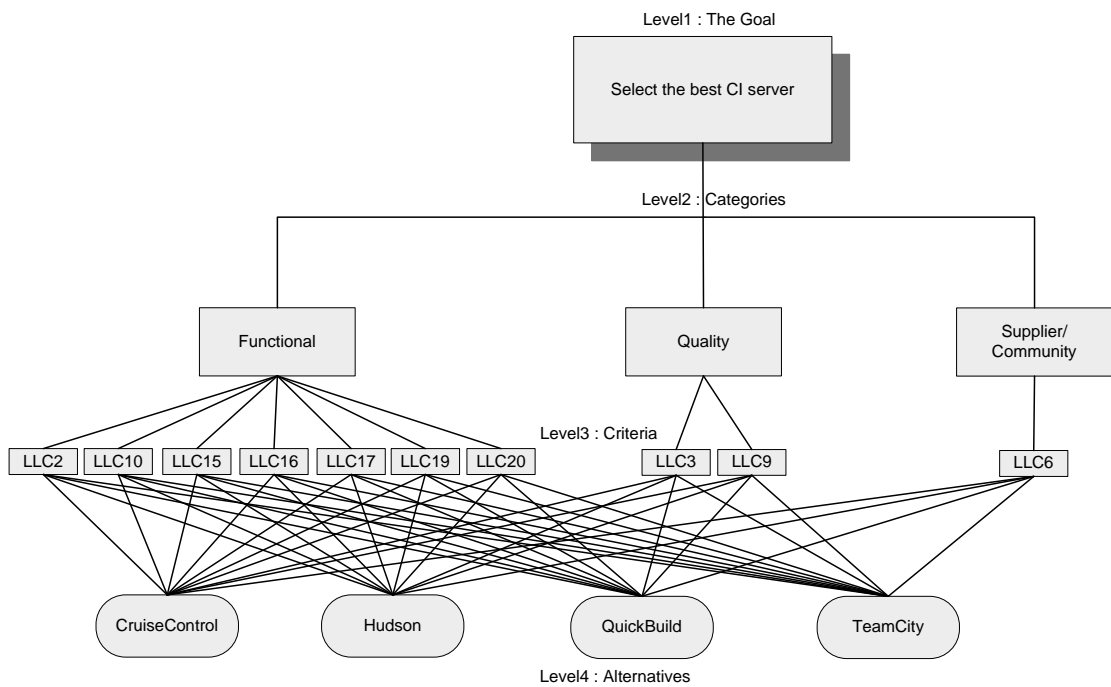 Level1 : The Goal
Select the best CI server
Level2 : Categories
Functional
Quality
Supplier/
Community
Level3 : Criteria
LLC2
LLC10
LLC15
LLC16
LLC17
LLC19
LLC20
LLC3
LLC9
LLC6
CruiseControl
Hudson
QuickBuild
TeamCity
Level4 : Alternatives